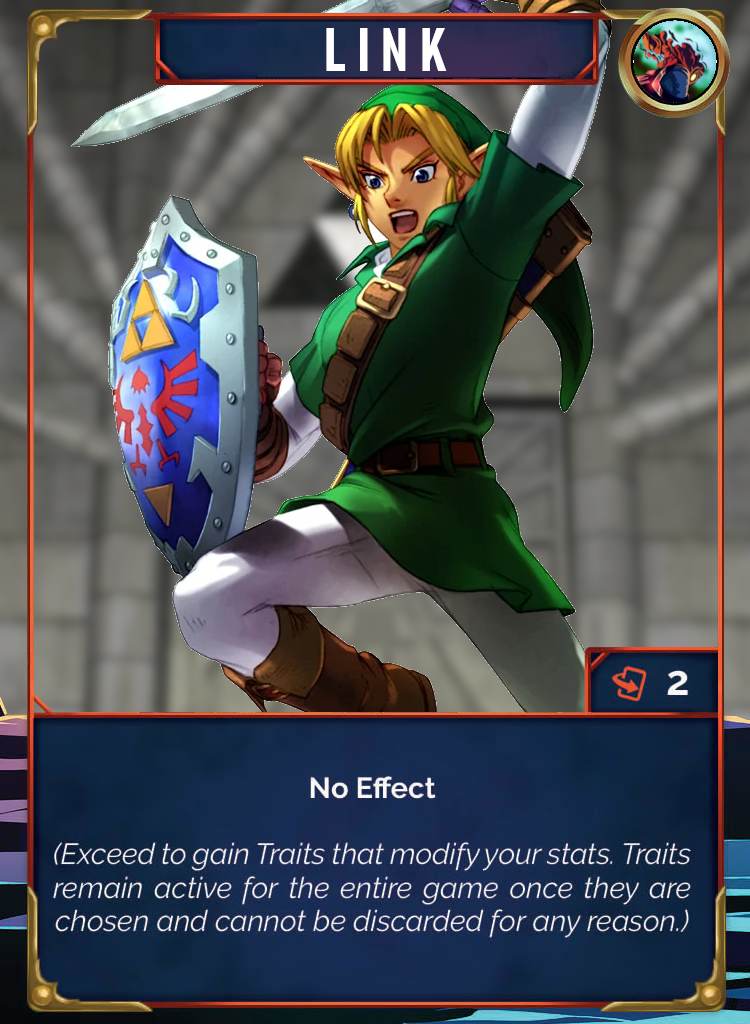 LINK
2
No Effect
(Exceed to gain Traits that modify your stats. Traits
remain active for the entire game once they are
chosen and cannot be discarded for any reason.)